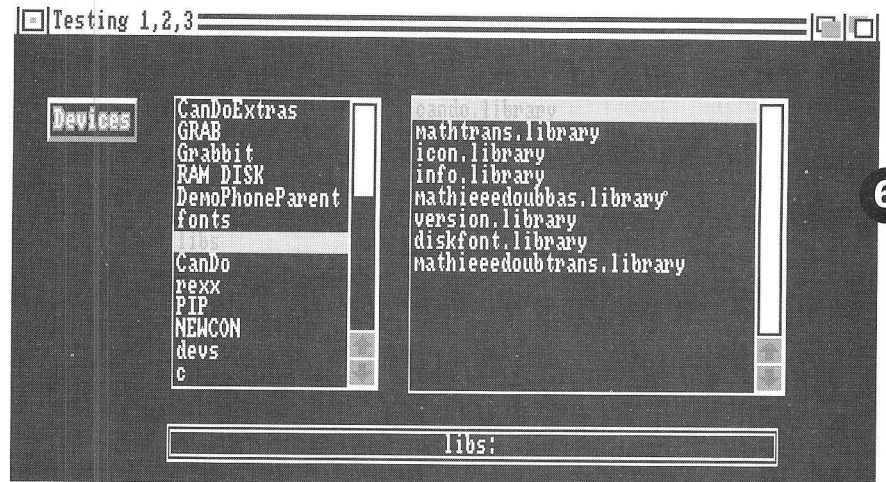 Testing 1,2,3
Devices
CanDoExtras
GRAB
Grabbit
RAM DISK
DemoPhoneParent
fonts
libs
CanDo
rexx
PIP
NEWCON
devs
c
cando.library
mathtrans.library
icon.library
info.library
mathieeedoubbas.library
version.library
diskfont.library
mathieeedoubtrans.library
libs:
6